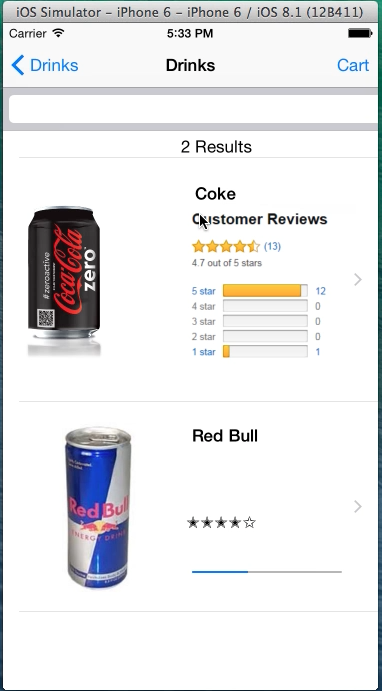 iOS Simulator - iPhone 6 - iPhone 6 / iOS 8.1 (12B411)
Carrier 5:33 PM
Drinks Drinks Cart
2 Results
Coke
Customer Reviews
(13)
4.7 out of 5 stars
5 star 12
4 star 0
3 star 0
2 star 0
1 star 1
#zeroactive
Coca-Cola
zero
Red Bull
★★★★☆
Red Bull
ENERGY DRINK